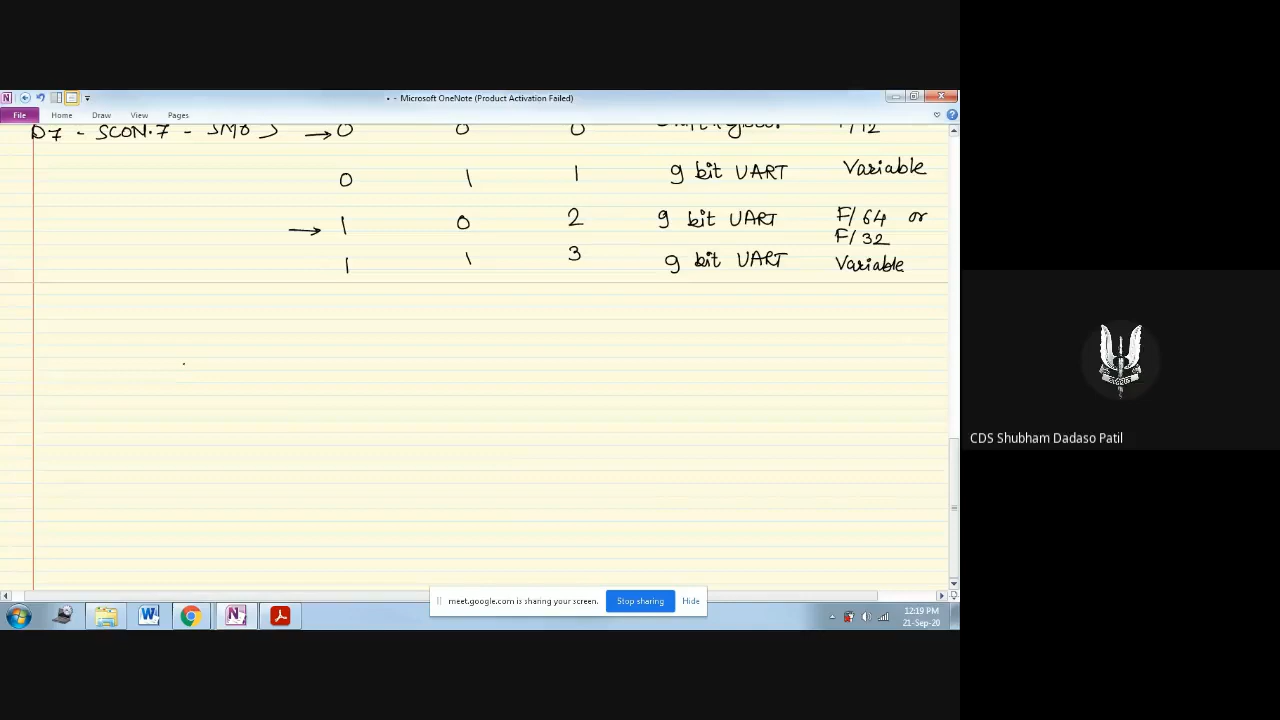 • - Microsoft OneNote (Product Activation Failed)
File Home Draw View Pages
D7 - SCON.7 - SM0 → 0 0 0 F/12
0 1 1 9 bit UART Variable
→ 1 0 2 9 bit UART F/64 or
F/32
1 1 3 9 bit UART Variable
CDS Shubham Dadaso Patil
meet.google.com is sharing your screen. Stop sharing Hide
12:19 PM
21-Sep-20